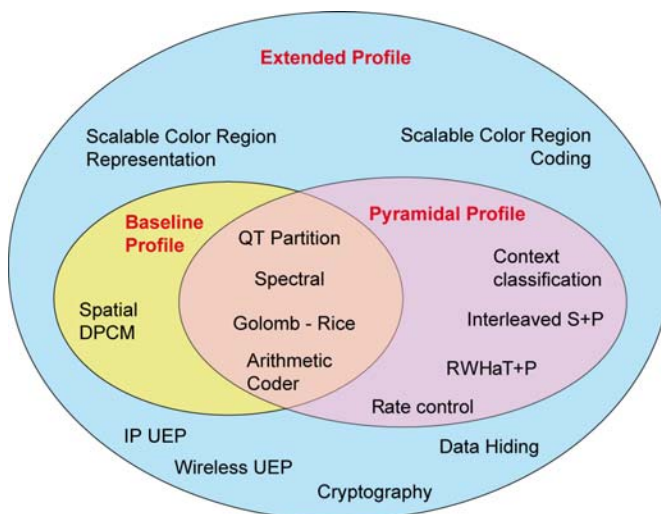 Extended Profile
Scalable Color Region
Representation
Scalable Color Region
Coding
Baseline
Profile
Pyramidal Profile
QT Partition
Spectral
Golomb - Rice
Arithmetic
Coder
Spatial
DPCM
Context
classification
Interleaved S+P
RWHaT+P
Rate control
IP UEP
Wireless UEP
Cryptography
Data Hiding